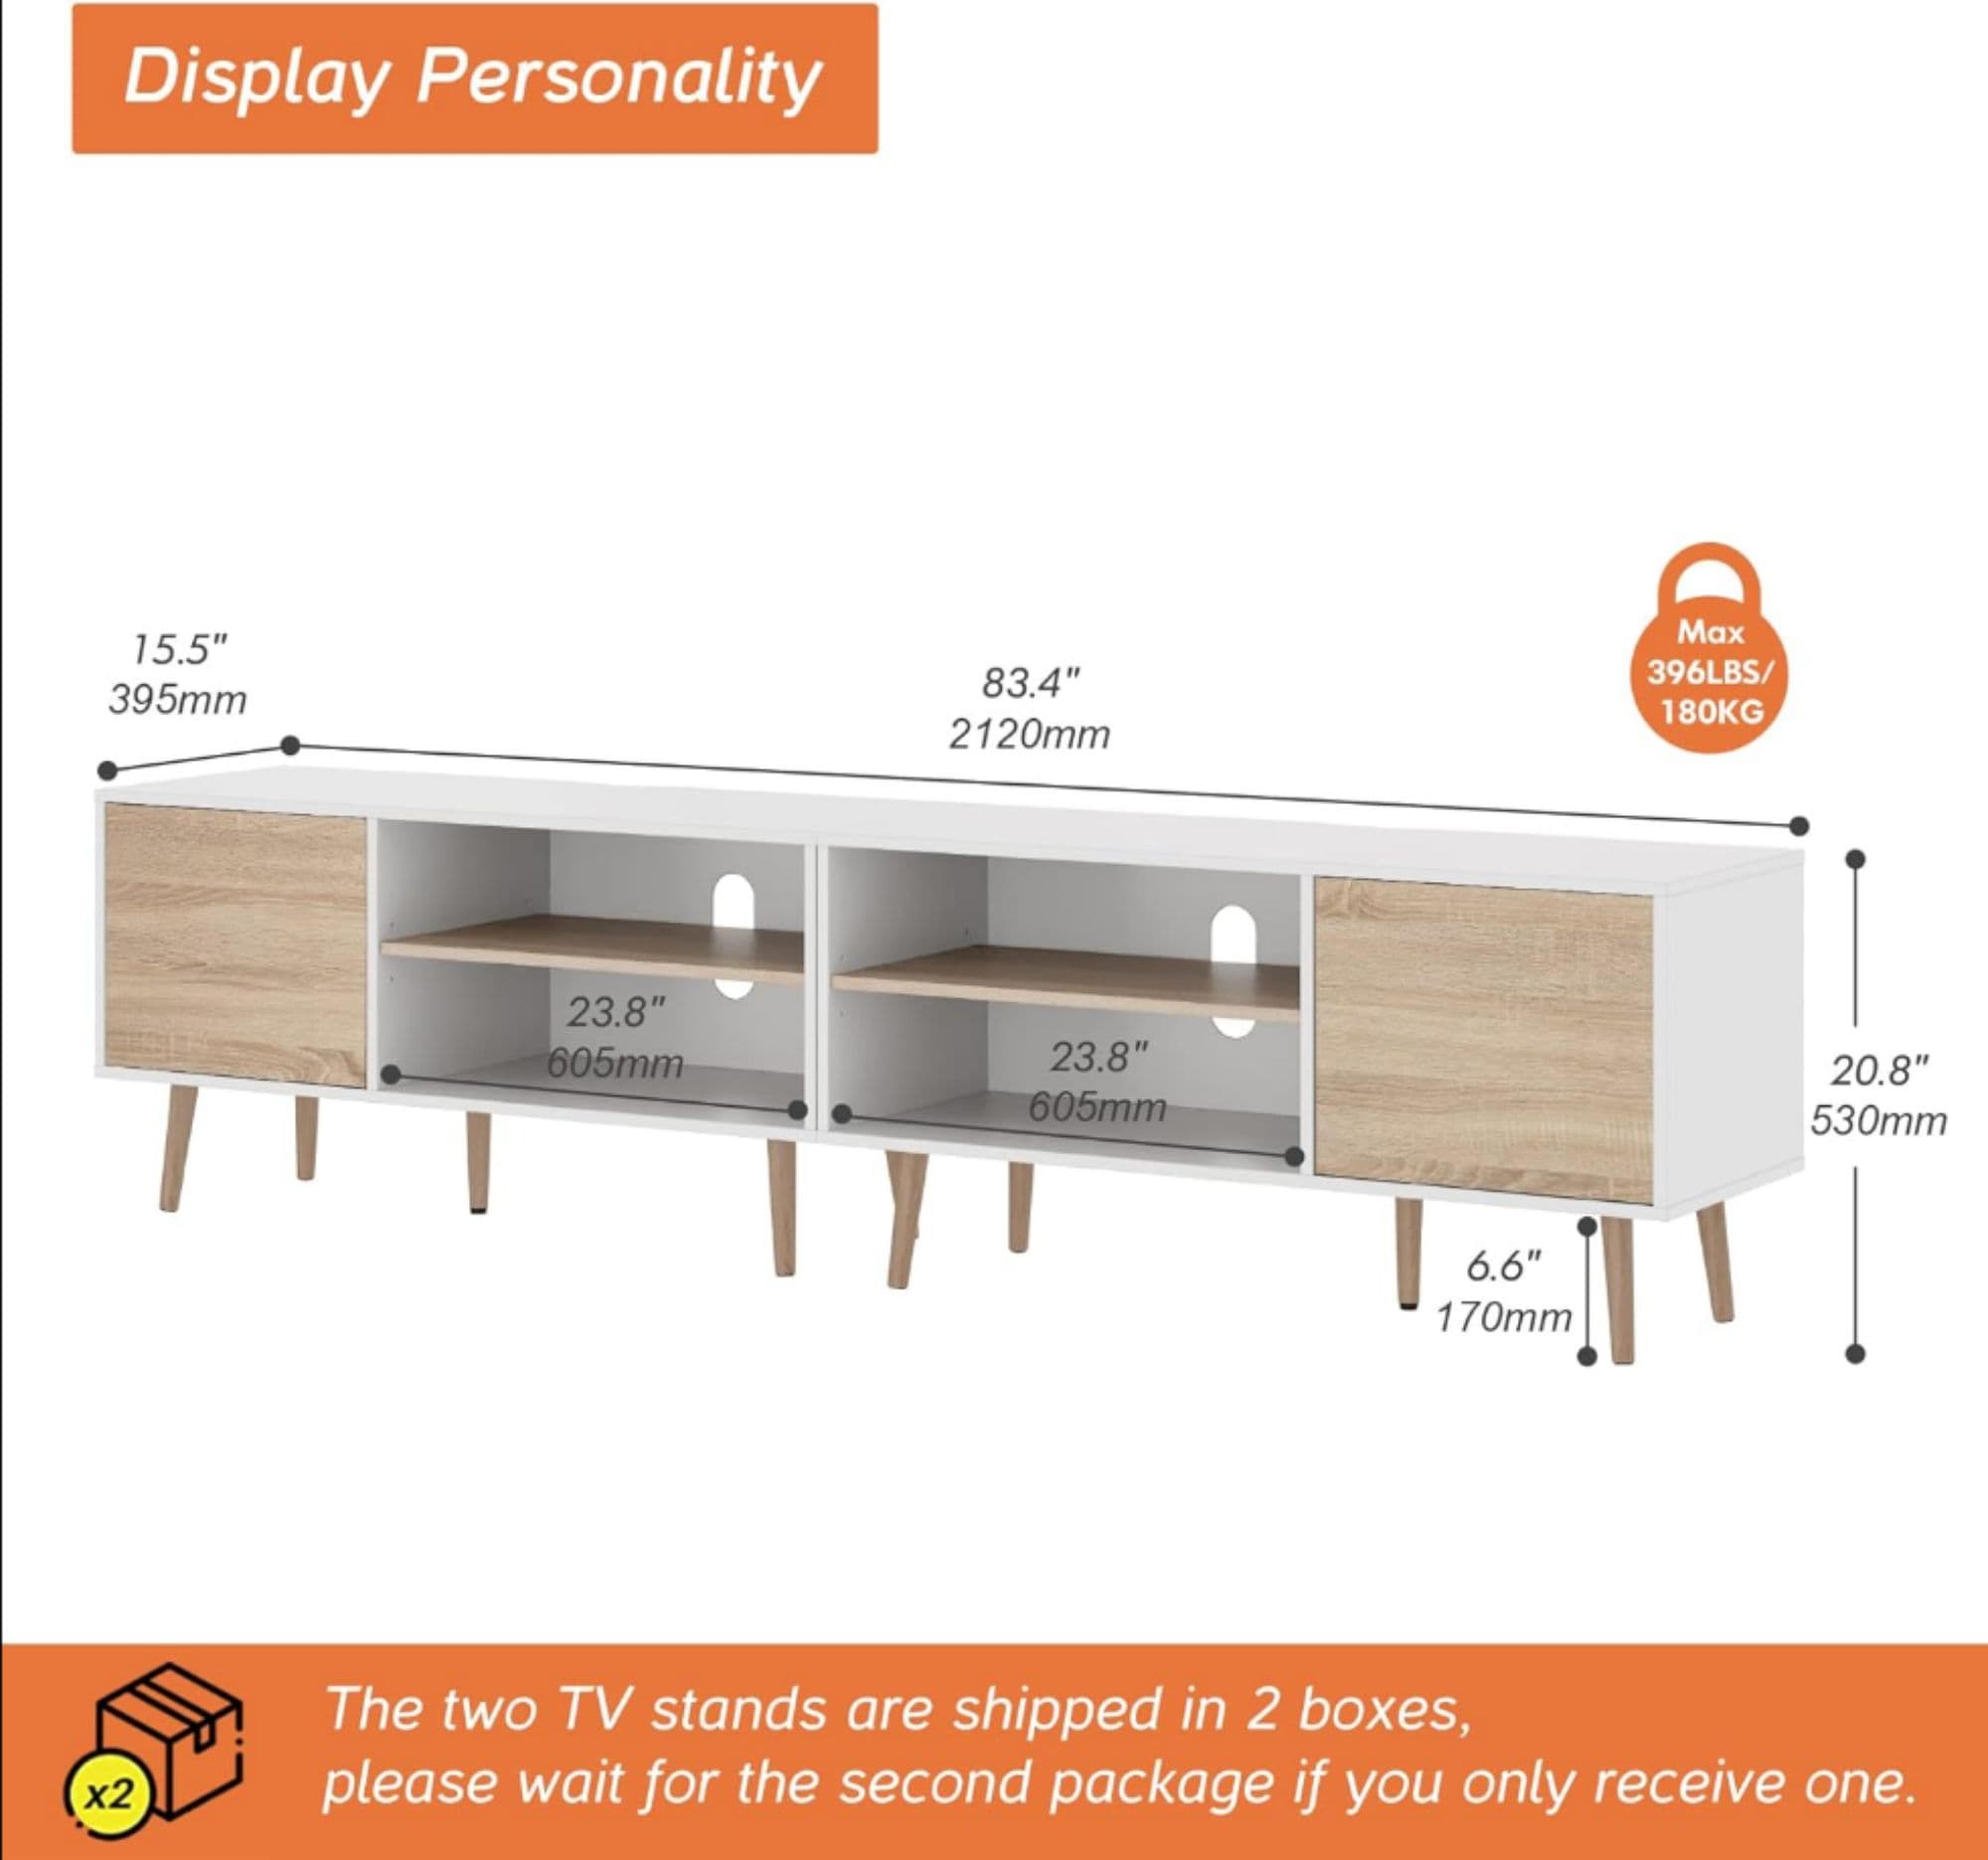 Display Personality
15.5"
395mm
83.4"
2120mm
Max
396LBS/
180KG
23.8"
605mm
23.8"
605mm
20.8"
530mm
6.6"
170mm
x2
The two TV stands are shipped in 2 boxes,
please wait for the second package if you only receive one.